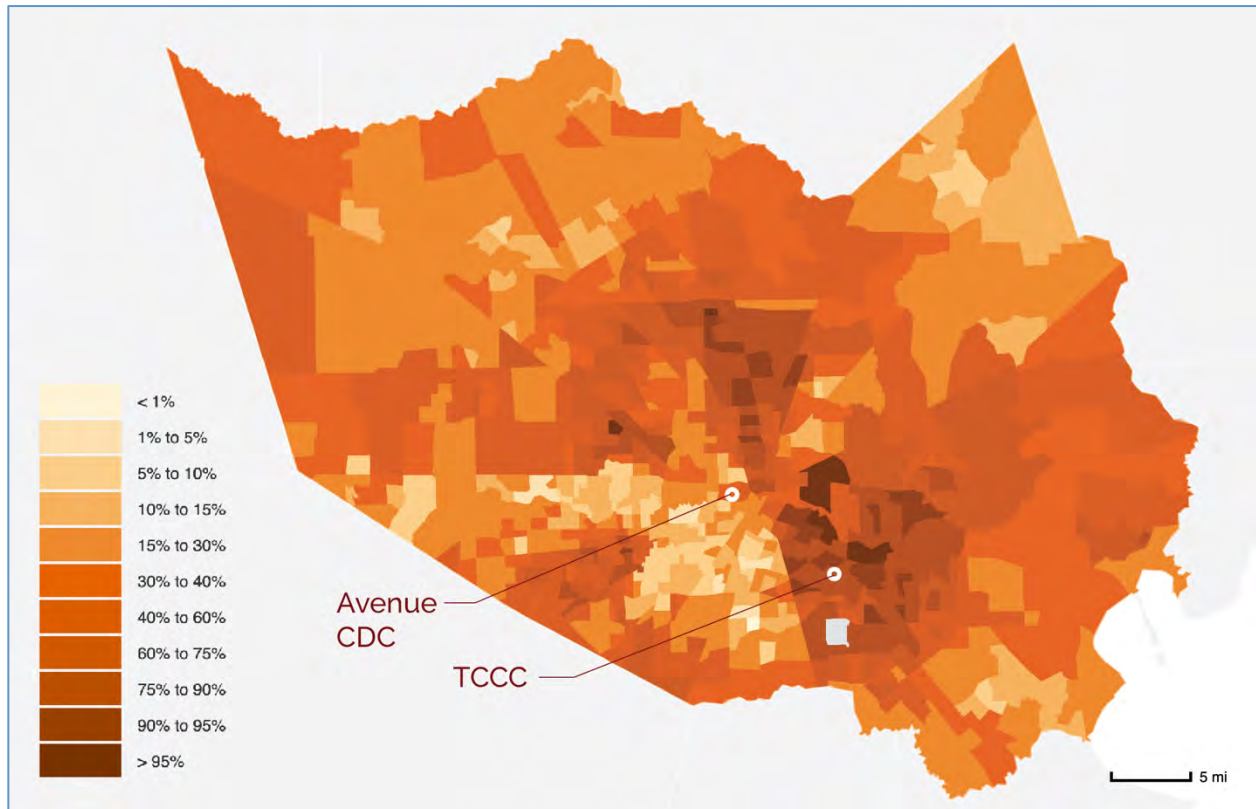 < 1%
1% to 5%
5% to 10%
10% to 15%
15% to 30%
30% to 40%
40% to 60%
60% to 75%
75% to 90%
90% to 95%
> 95%
Avenue
CDC
TCCC
5 mi